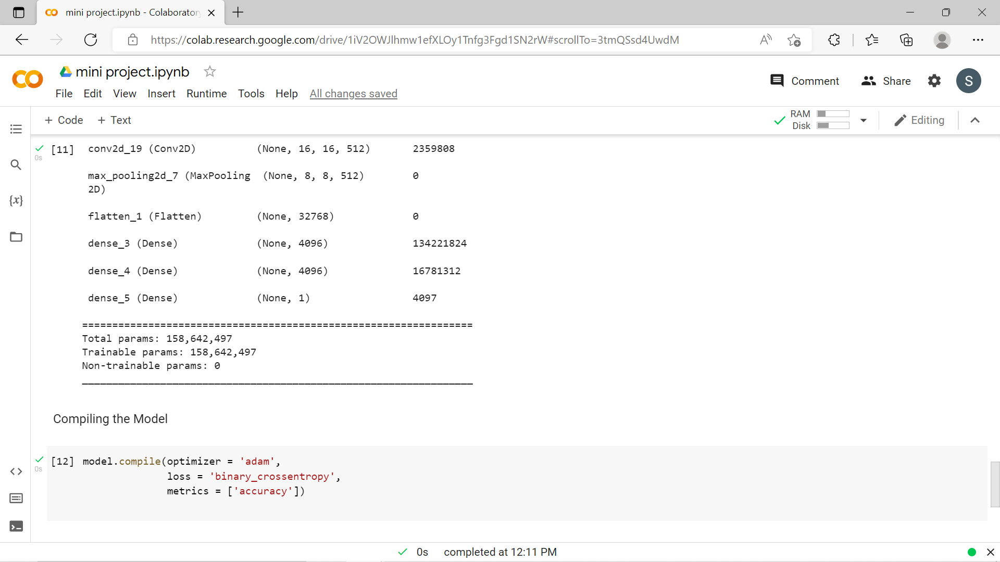 mini project.ipynb - Colaboratory
https://colab.research.google.com/drive/1iV2OWJlhmw1efXLOy1Tnfg3Fgd1SN2rW#scrollTo=3tmQSsd4UwdM
mini project.ipynb
Comment Share S
File Edit View Insert Runtime Tools Help All changes saved
+ Code + Text RAM Disk Editing
[11] conv2d_19 (Conv2D) (None, 16, 16, 512) 2359808
0s
max_pooling2d_7 (MaxPooling (None, 8, 8, 512) 0
2D)
flatten_1 (Flatten) (None, 32768) 0
dense_3 (Dense) (None, 4096) 134221824
dense_4 (Dense) (None, 4096) 16781312
dense_5 (Dense) (None, 1) 4097
=================================================================
Total params: 158,642,497
Trainable params: 158,642,497
Non-trainable params: 0
_________________________________________________________________
Compiling the Model
[12] model.compile(optimizer = 'adam',
0s
loss = 'binary_crossentropy',
metrics = ['accuracy'])
0s completed at 12:11 PM